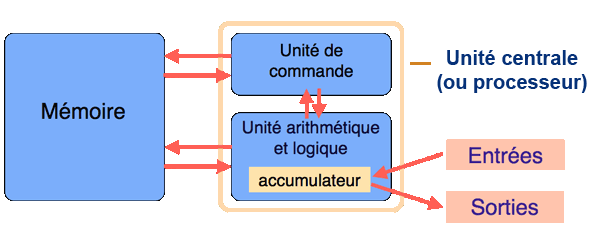 Mémoire
Unité de
commande
Unité arithmétique
et logique
accumulateur
Unité centrale
(ou processeur)
Entrées
Sorties